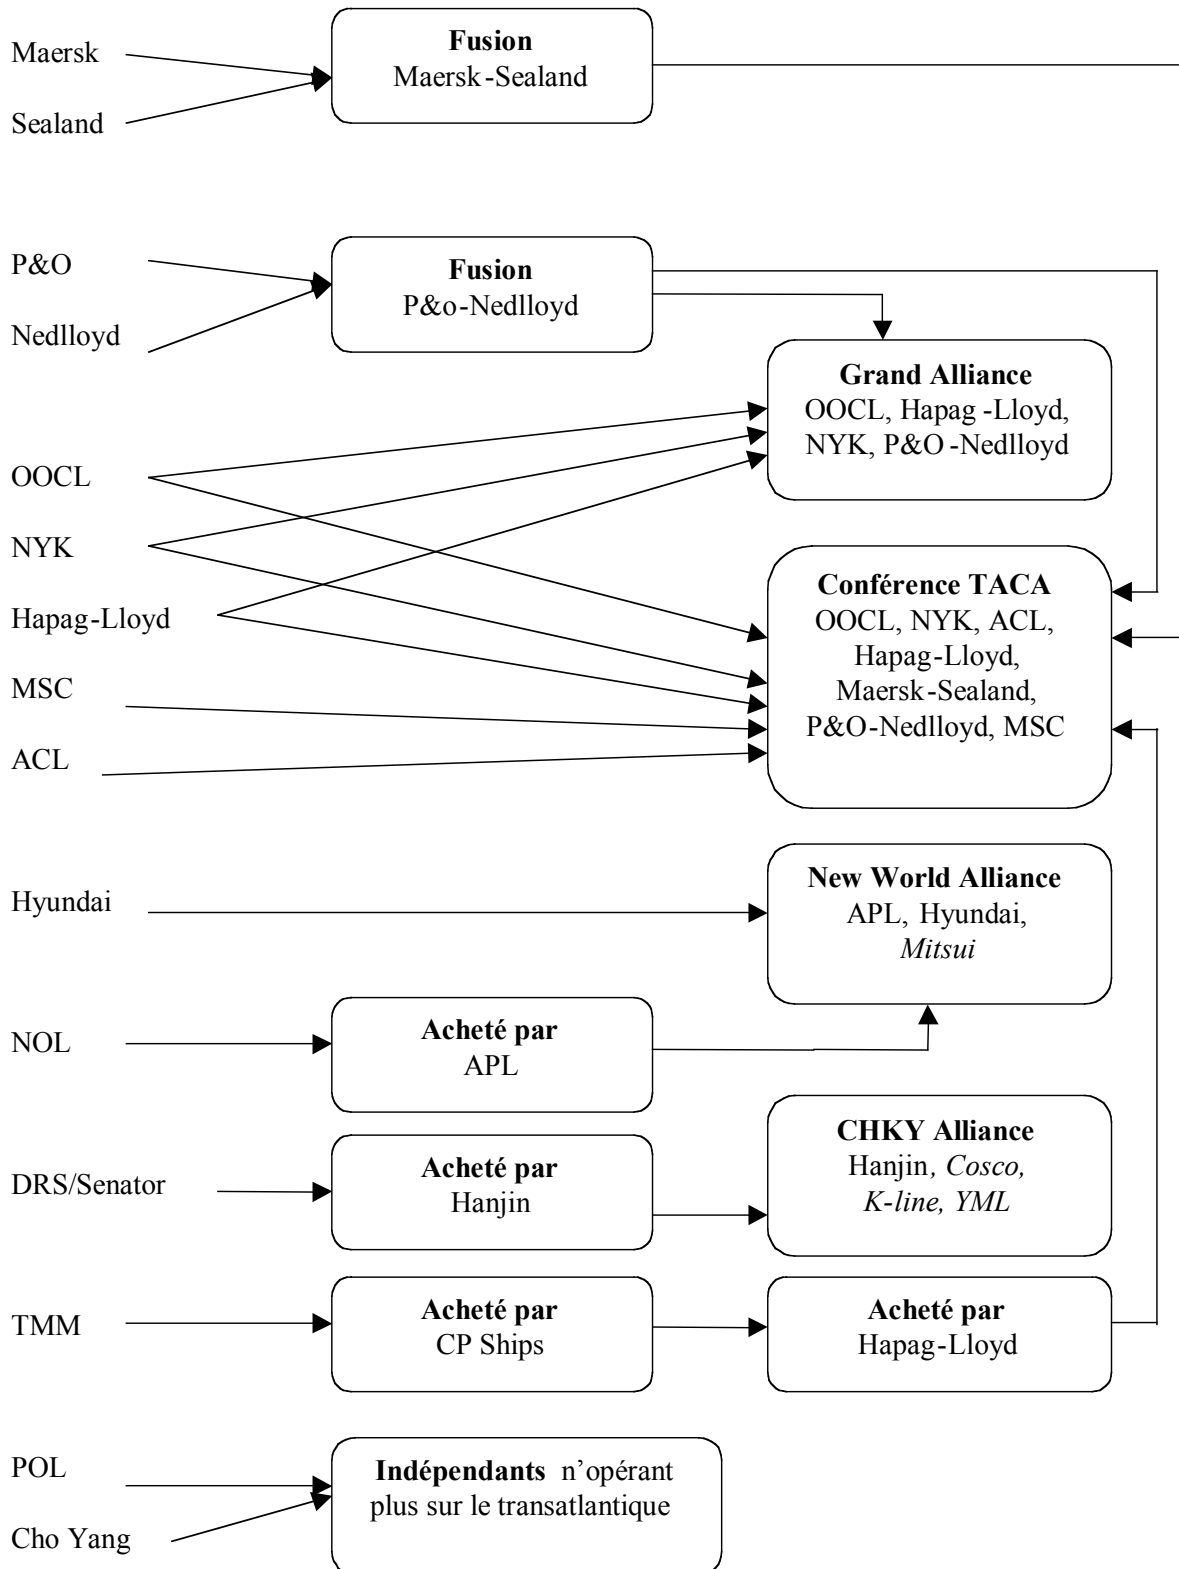 Maersk
Sealand
Fusion
Maersk-Sealand
P&O
Nedlloyd
Fusion
P&o-Nedlloyd
Grand Alliance
OOCL, Hapag-Lloyd,
NYK, P&O-Nedlloyd
OOCL
NYK
Hapag-Lloyd
MSC
ACL
Conférence TACA
OOCL, NYK, ACL,
Hapag-Lloyd,
Maersk-Sealand,
P&O-Nedlloyd, MSC
Hyundai
New World Alliance
APL, Hyundai,
Mitsui
NOL
Acheté par
APL
DRS/Senator
Acheté par
Hanjin
CHKY Alliance
Hanjin, Cosco,
K-line, YML
TMM
Acheté par
CP Ships
Acheté par
Hapag-Lloyd
POL
Cho Yang
Indépendants n’opérant
plus sur le transatlantique